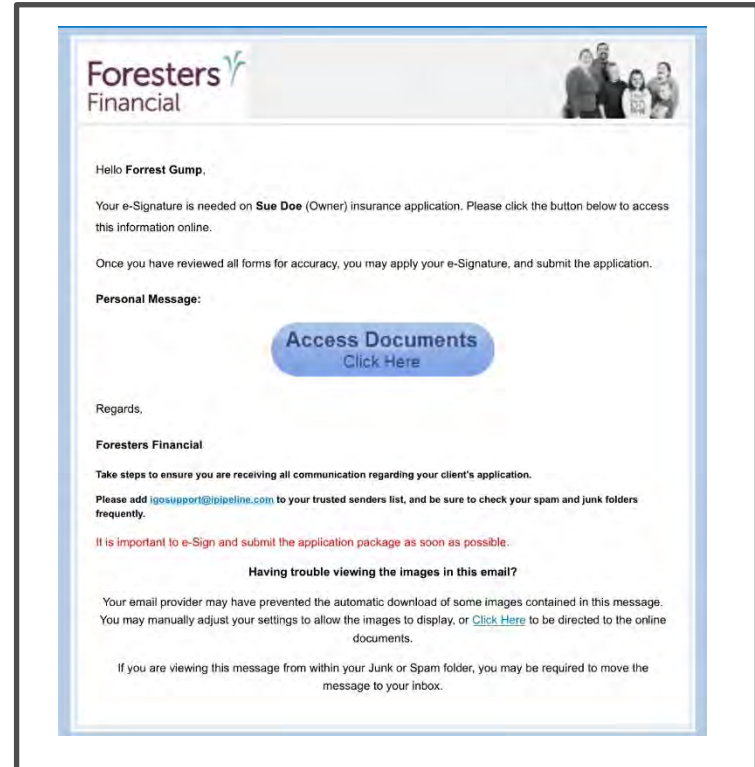 Foresters
Financial
Hello Forrest Gump,
Your e-Signature is needed on Sue Doe (Owner) insurance application. Please click the button below to access
this information online.
Once you have reviewed all forms for accuracy, you may apply your e-Signature, and submit the application.
Personal Message:
Access Documents
Click Here
Regards,
Foresters Financial
Take steps to ensure you are receiving all communication regarding your client's application.
Please add igosupport@ipipeline.com to your trusted senders list, and be sure to check your spam and junk folders
frequently.
It is important to e-Sign and submit the application package as soon as possible.
Having trouble viewing the images in this email?
Your email provider may have prevented the automatic download of some images contained in this message.
You may manually adjust your settings to allow the images to display, or Click Here to be directed to the online
documents.
If you are viewing this message from within your Junk or Spam folder, you may be required to move the
message to your inbox.